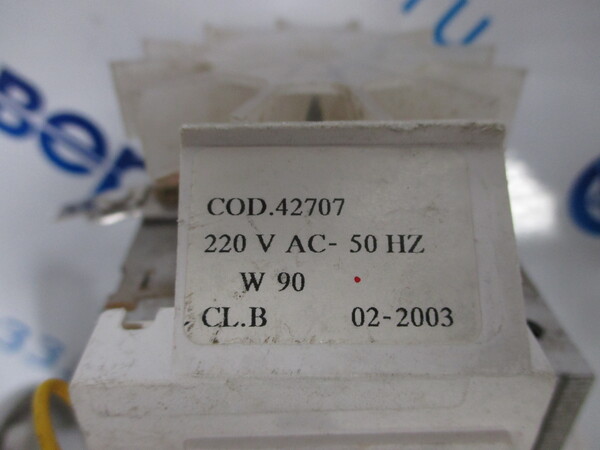 COD.42707
220 V AC- 50 HZ
W 90
CL.B 02-2003